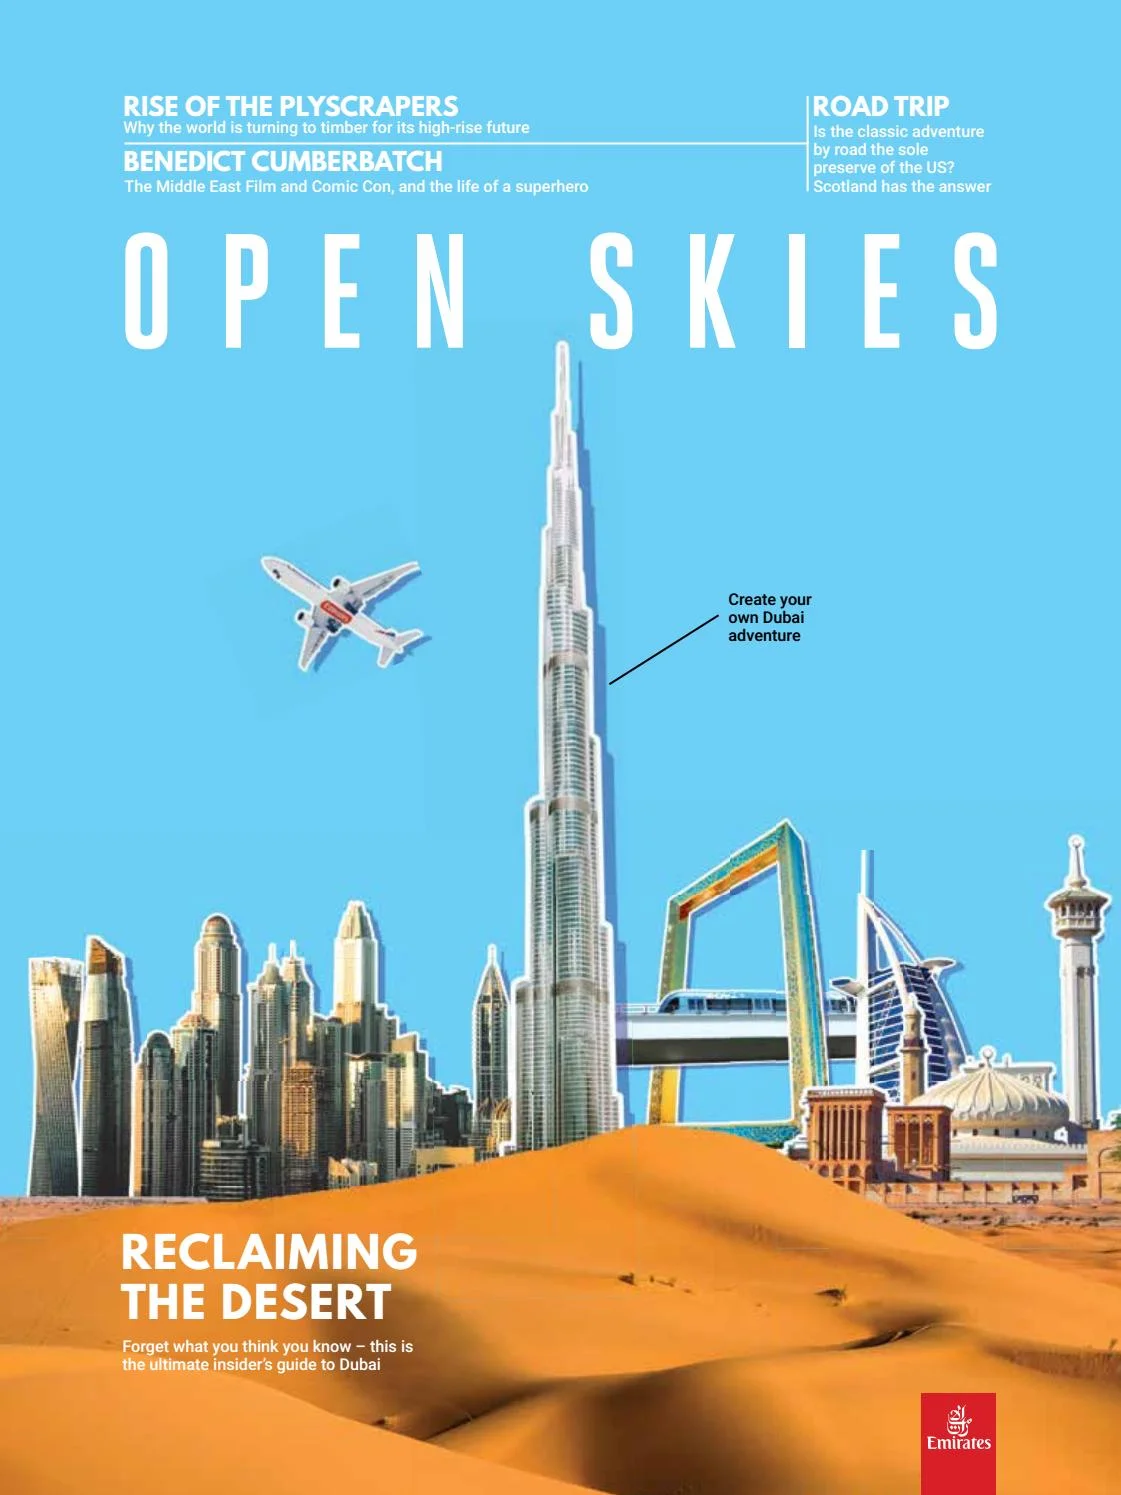 RISE OF THE PLYSCRAPERS
Why the world is turning to timber for its high-rise future
BENEDICT CUMBERBATCH
The Middle East Film and Comic Con, and the life of a superhero
ROAD TRIP
Is the classic adventure
by road the sole
preserve of the US?
Scotland has the answer
OPEN SKIES
Emirates
Create your
own Dubai
adventure
RECLAIMING
THE DESERT
Forget what you think you know – this is
the ultimate insider's guide to Dubai
Emirates